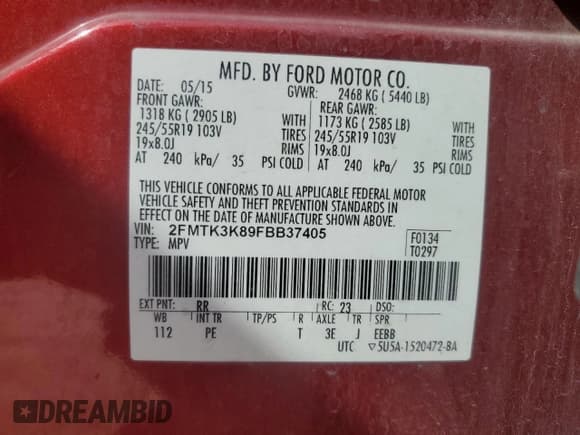 MFD. BY FORD MOTOR CO.
DATE: 05/15 GVWR: 2468 KG ( 5440 LB)
FRONT GAWR: REAR GAWR:
1318 KG ( 2905 LB) WITH 1173 KG ( 2585 LB) WITH
245/55R19 103V TIRES 245/55R19 103V TIRES
19x8.0J RIMS 19x8.0J RIMS
AT 240 kPa/ 35 PSI COLD AT 240 kPa/ 35 PSI COLD
THIS VEHICLE CONFORMS TO ALL APPLICABLE FEDERAL MOTOR
VEHICLE SAFETY AND THEFT PREVENTION STANDARDS IN
EFFECT ON THE DATE OF MANUFACTURE SHOWN ABOVE.
VIN: 2FMTK3K89FBB37405 F0134
TYPE: MPV T0297
EXT PNT: RR RC: 23 DSO:
WB INT TR TP/PS R AXLE TR SPR
112 PE T 3E J EEBB
UTC ▽5U5A-1520472-BA
DREAMBID